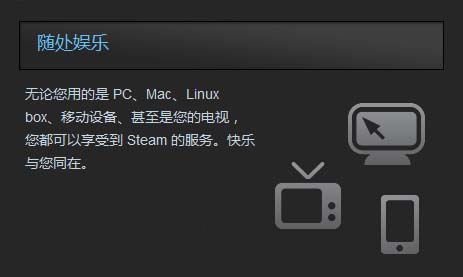 随处娱乐
无论您用的是 PC、Mac、Linux
box、移动设备、甚至是您的电视，
您都可以享受到 Steam 的服务。快乐
与您同在。